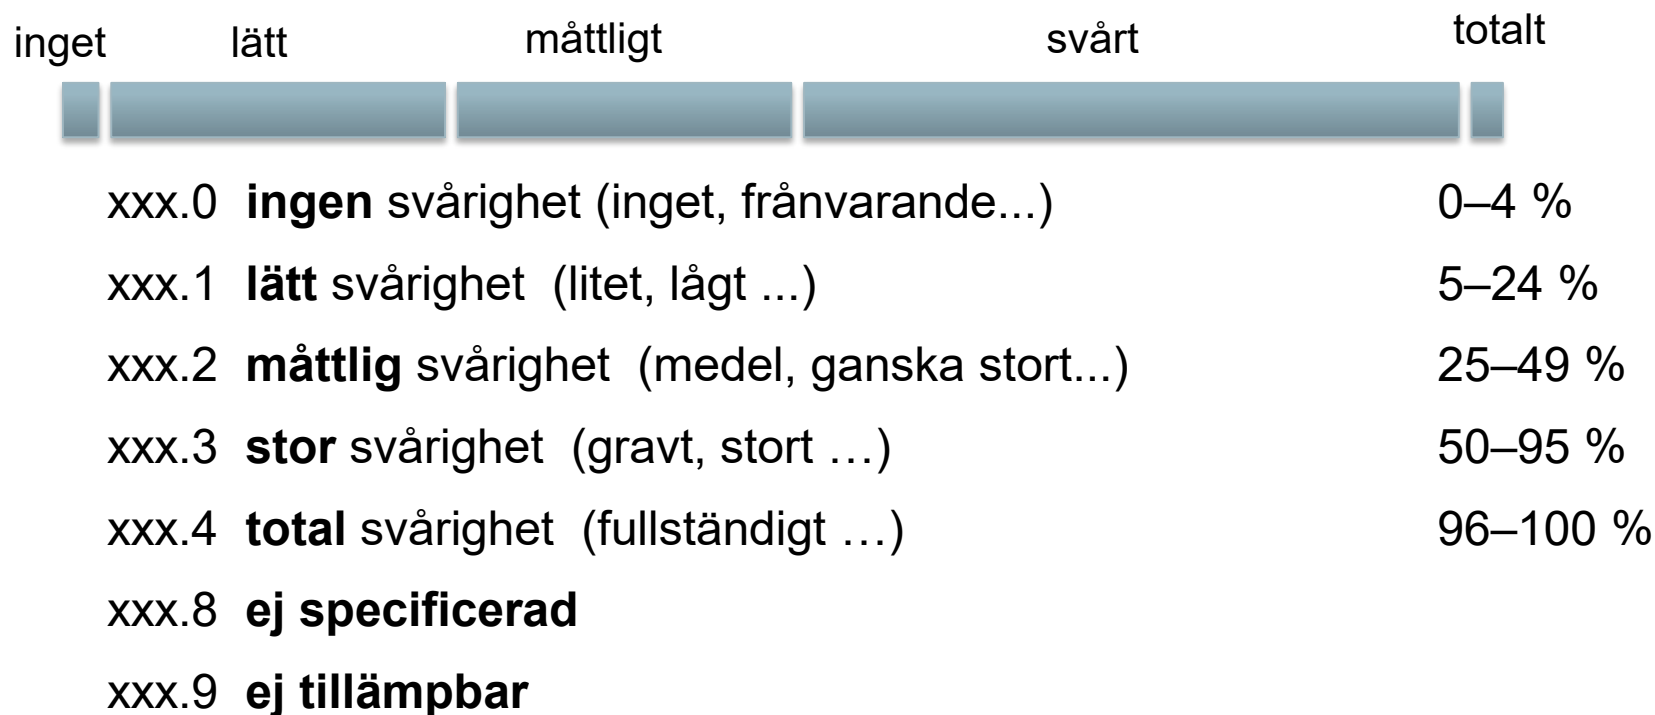 inget lätt måttligt svårt totalt
xxx.0 ingen svårighet (inget, frånvarande...) 0–4 %
xxx.1 lätt svårighet (litet, lågt ...) 5–24 %
xxx.2 måttlig svårighet (medel, ganska stort...) 25–49 %
xxx.3 stor svårighet (gravt, stort …) 50–95 %
xxx.4 total svårighet (fullständigt …) 96–100 %
xxx.8 ej specificerad
xxx.9 ej tillämpbar